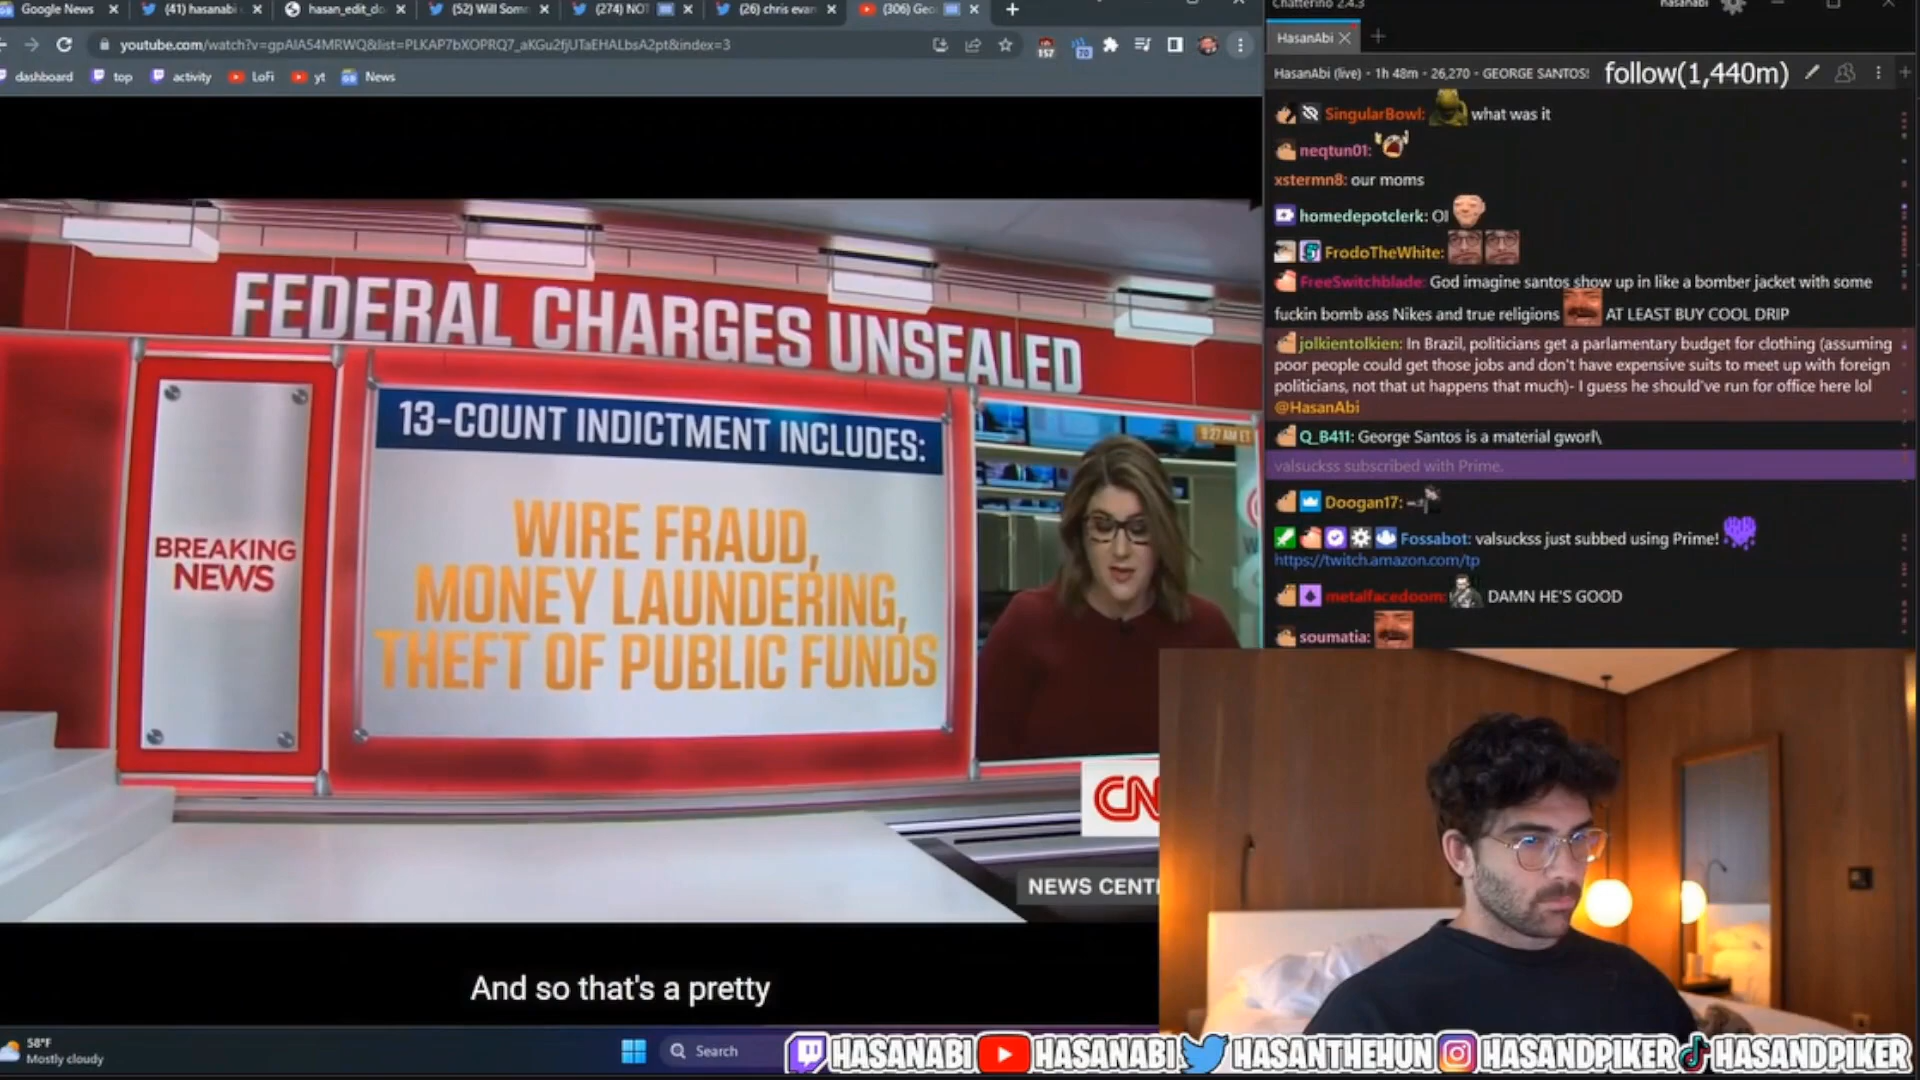 Google News
(41) hasanabi
hasan_edit_do
(52) Will Som
(274) NO
(26) chris evan
(306) Geo
youtube.com/watch?v=gpAIA54MRWQ&list=PLKAP7bXOPRQ7_aKGu2fjUTaEHALbsA2pt&index=3
157
70
dashboard
top
activity
LoFi
yt
News
FEDERAL CHARGES UNSEALED
BREAKING
NEWS
13-COUNT INDICTMENT INCLUDES:
WIRE FRAUD,
MONEY LAUNDERING,
THEFT OF PUBLIC FUNDS
9:27 AM ET
CN
NEWS CENT
And so that's a pretty
58°F
Mostly cloudy
Search
Chatterino 2.4.3
hasanabi
HasanAbi
HasanAbi (live) - 1h 48m - 26,270 - GEORGE SANTOS!
follow(1,440m)
SingularBowl: what was it
neqtun01:
xstermn8: our moms
homedepotclerk: OI
FrodoTheWhite:
FreeSwitchblade: God imagine santos show up in like a bomber jacket with some
fuckin bomb ass Nikes and true religions AT LEAST BUY COOL DRIP
jolkientolkien: In Brazil, politicians get a parlamentary budget for clothing (assuming
poor people could get those jobs and don't have expensive suits to meet up with foreign
politicians, not that ut happens that much)- I guess he should've run for office here lol
@HasanAbi
Q_B411: George Santos is a material gworl\
valsuckss subscribed with Prime.
Doogan17:
Fossabot: valsuckss just subbed using Prime!
https://twitch.amazon.com/tp
metalfacedoom: DAMN HE'S GOOD
soumatia:
HASANABI HASANABI HASANTHEHUN HASANDPIKER HASANDPIKER